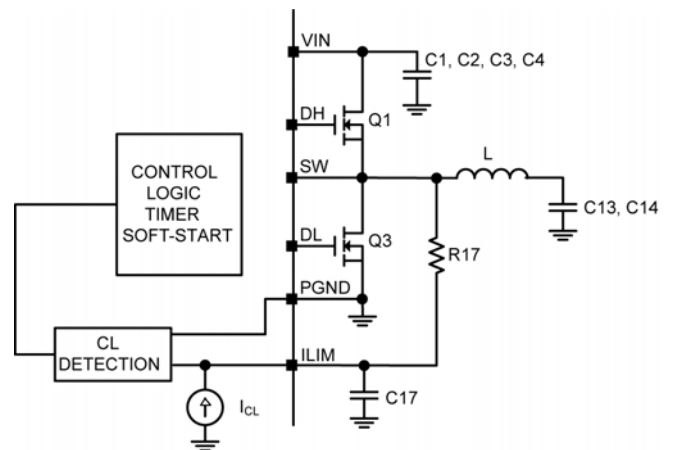 VIN
C1, C2, C3, C4
DH
Q1
CONTROL
LOGIC
TIMER
SOFT-START
SW
L
C13, C14
DL
Q3
R17
PGND
CL
DETECTION
ILIM
C17
ICL